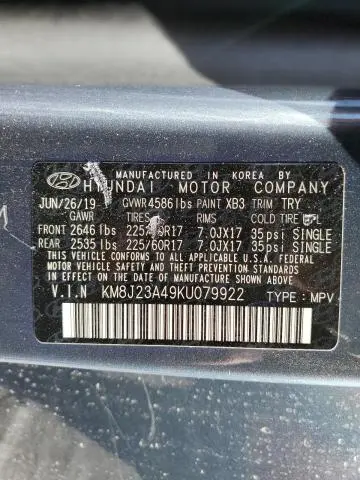 MANUFACTURED IN KOREA BY
HYUNDAI MOTOR COMPANY
JUN/26/19 GVWR 4586 lbs PAINT XB3 TRIM TRY
GAWR TIRES RIMS COLD TIRE
FRONT 2646 lbs 225/60R17 7.0JX17 35psi SINGLE
REAR 2535 lbs 225/60R17 7.0JX17 35psi SINGLE
THIS VEHICLE CONFORMS TO ALL APPLICABLE U.S.A. FEDERAL
MOTOR VEHICLE SAFETY, BUMPER, AND THEFT PREVENTION
STANDARDS IN EFFECT ON THE DATE OF MANUFACTURE SHOWN ABOVE.
V.I.N KM8J23A49KU079922 TYPE : MPV